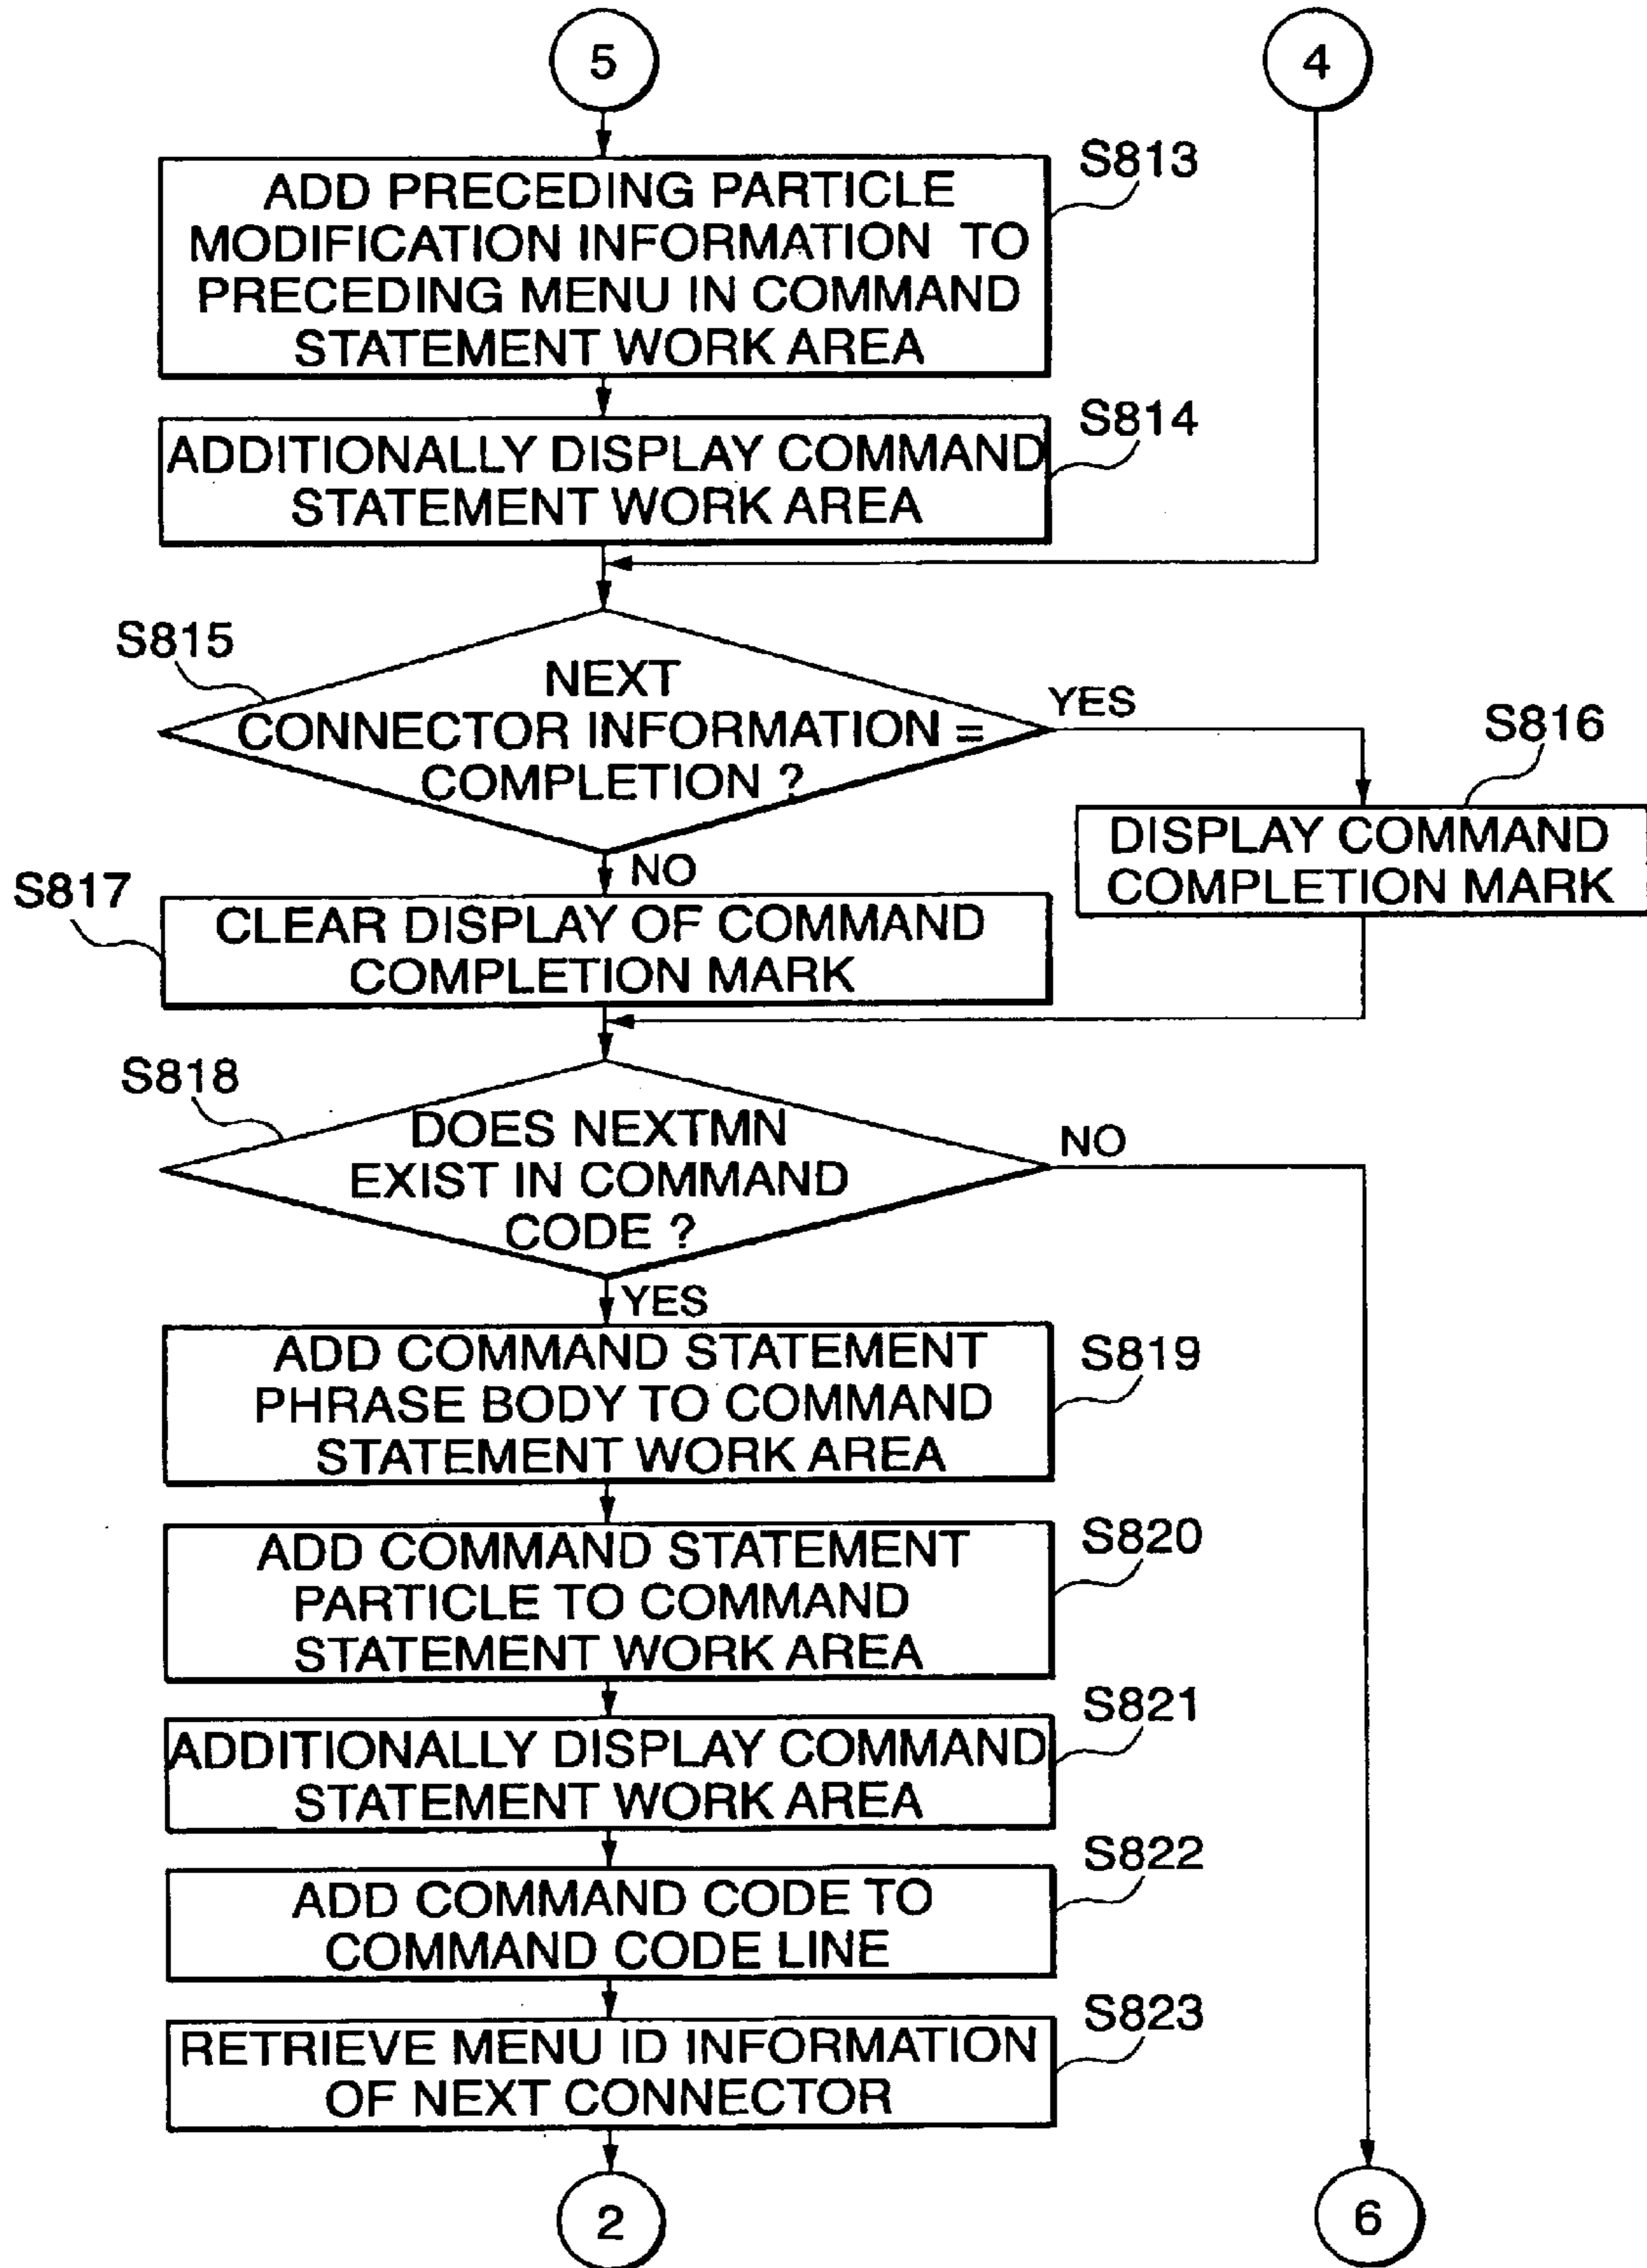 5
4
S813
ADD PRECEDING PARTICLE
MODIFICATION INFORMATION TO
PRECEDING MENU IN COMMAND
STATEMENT WORK AREA
S814
ADDITIONALLY DISPLAY COMMAND
STATEMENT WORK AREA
S815
NEXT
CONNECTOR INFORMATION =
COMPLETION ?
YES
S816
DISPLAY COMMAND
COMPLETION MARK
NO
S817
CLEAR DISPLAY OF COMMAND
COMPLETION MARK
S818
DOES NEXTMN
EXIST IN COMMAND
CODE ?
NO
YES
S819
ADD COMMAND STATEMENT
PHRASE BODY TO COMMAND
STATEMENT WORK AREA
S820
ADD COMMAND STATEMENT
PARTICLE TO COMMAND
STATEMENT WORK AREA
S821
ADDITIONALLY DISPLAY COMMAND
STATEMENT WORK AREA
S822
ADD COMMAND CODE TO
COMMAND CODE LINE
S823
RETRIEVE MENU ID INFORMATION
OF NEXT CONNECTOR
2
6